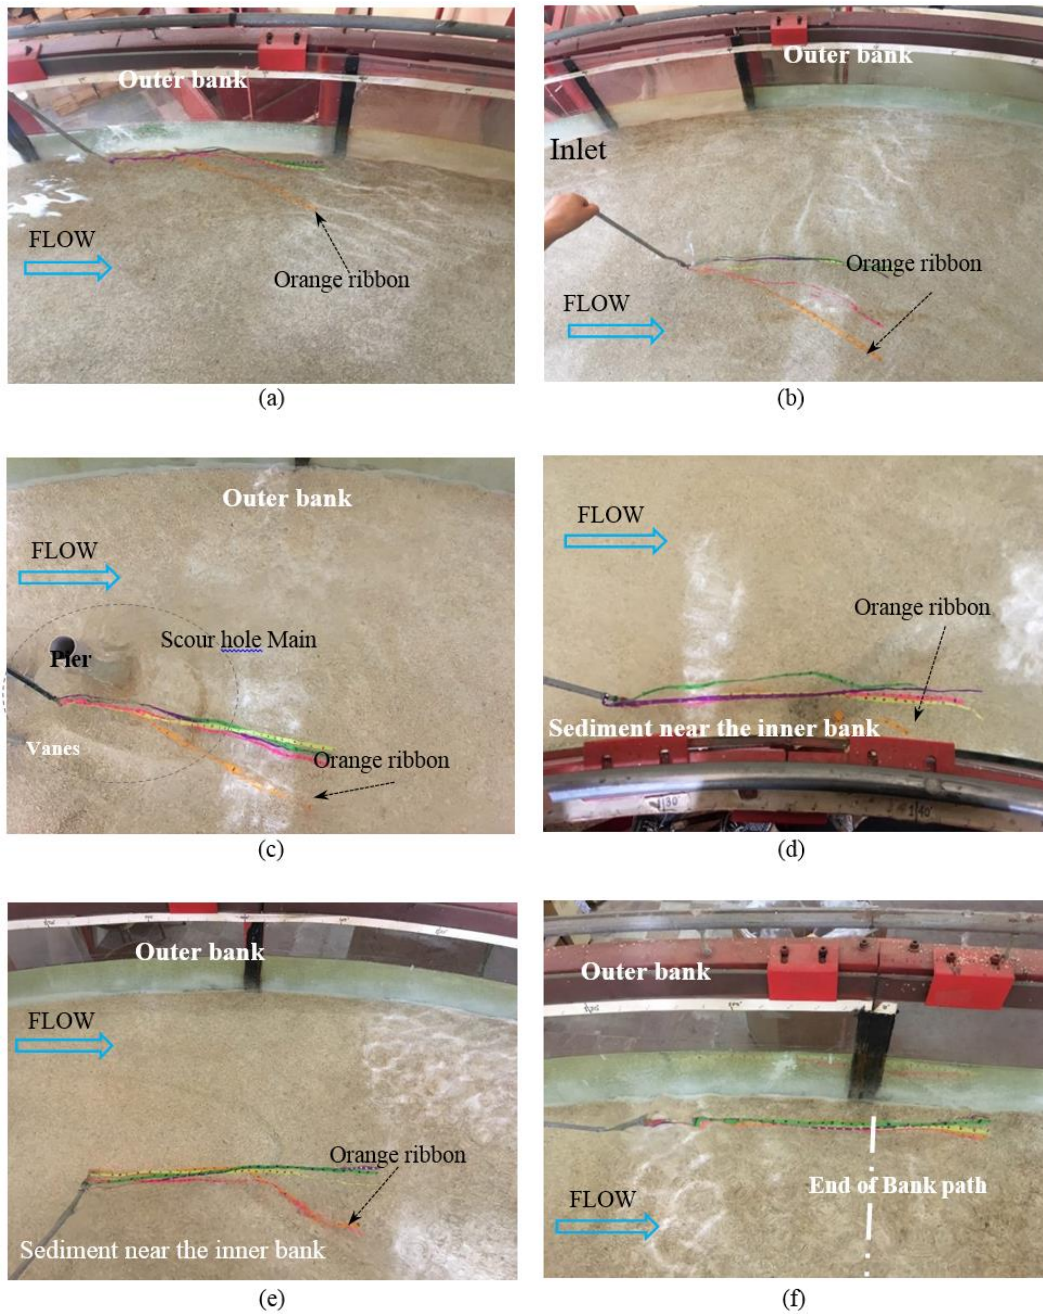 Outer bank
FLOW
Orange ribbon
(a)
Outer bank
Inlet
Orange ribbon
FLOW
(b)
Outer bank
FLOW
Scour hole Main
Pier
Vanes
Orange ribbon
(c)
FLOW
Orange ribbon
Sediment near the inner bank
130
140
(d)
Outer bank
FLOW
Orange ribbon
Sediment near the inner bank
(e)
Outer bank
End of Bank path
FLOW
(f)